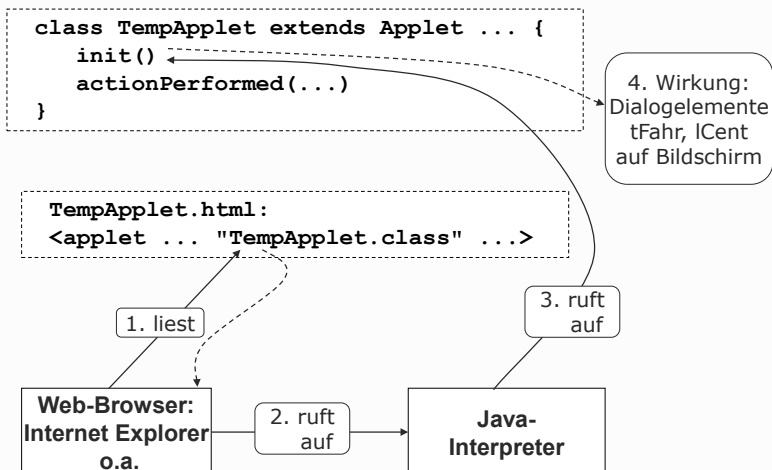 class TempApplet extends Applet ... {
init()
actionPerformed(...)
}
4. Wirkung:
Dialogelemente
tFahr, lCent
auf Bildschirm
TempApplet.html:
<applet ... "TempApplet.class" ...>
1. liest
3. ruft
auf
Web-Browser:
Internet Explorer
o.a.
2. ruft
auf
Java-
Interpreter